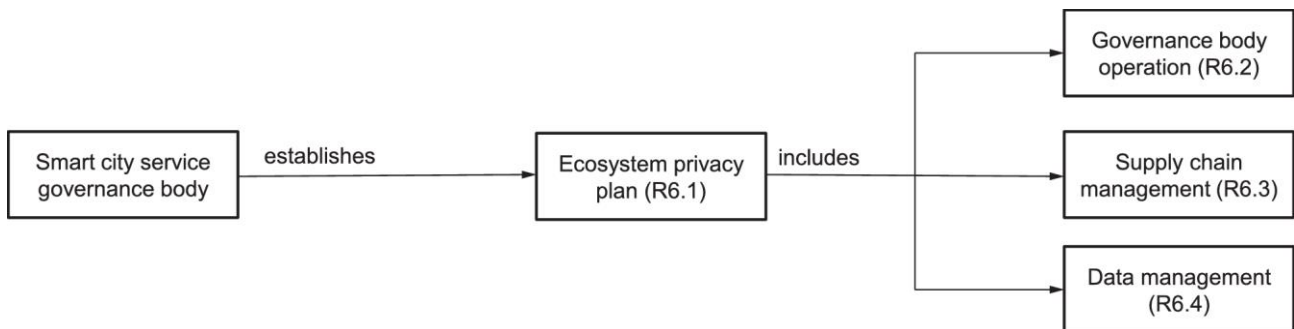 Smart city service
governance body
establishes
Ecosystem privacy
plan (R6.1)
includes
Governance body
operation (R6.2)
Supply chain
management (R6.3)
Data management
(R6.4)